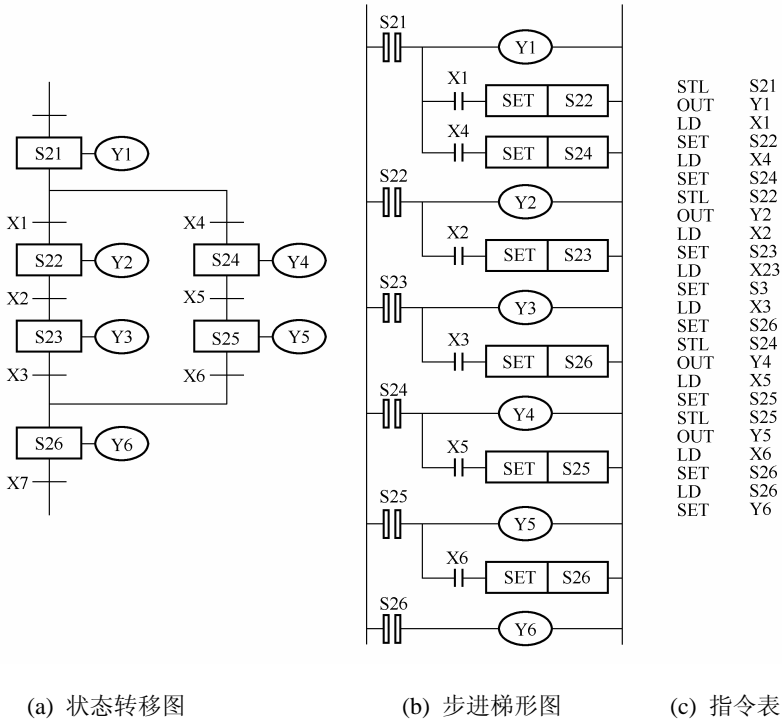 S21 Y1
X1 X4
S22 Y2 S24 Y4
X2 X5
S23 Y3 S25 Y5
X3 X6
S26 Y6
X7
S21
Y1
X1
SET S22
X4
SET S24
S22
Y2
X2
SET S23
S23
Y3
X3
SET S26
S24
Y4
X5
SET S25
S25
Y5
X6
SET S26
S26
Y6
STL S21
OUT Y1
LD X1
SET S22
LD X4
SET S24
STL S22
OUT Y2
LD X2
SET S23
LD X23
SET S3
LD X3
SET S26
STL S24
OUT Y4
LD X5
SET S25
STL S25
OUT Y5
LD X6
SET S26
LD S26
SET Y6
(a) 状态转移图
(b) 步进梯形图
(c) 指令表